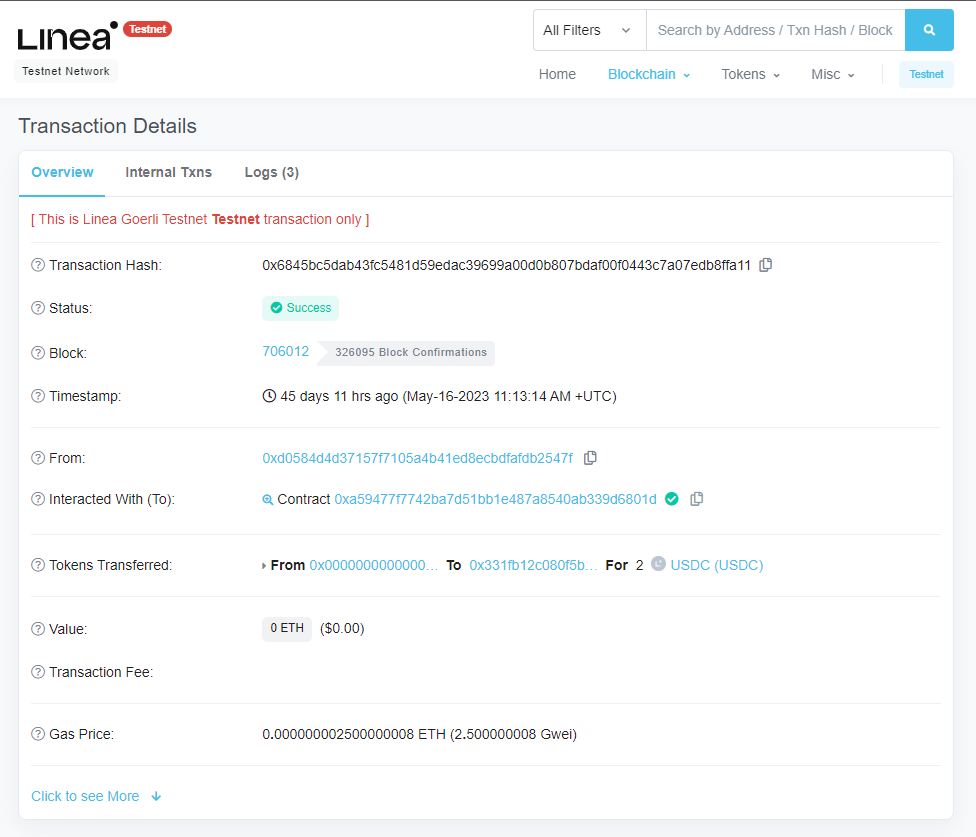 Linea Testnet
Testnet Network
All Filters Search by Address / Txn Hash / Block
Home Blockchain Tokens Misc Testnet
Transaction Details
Overview Internal Txns Logs (3)
[ This is Linea Goerli Testnet Testnet transaction only ]
Transaction Hash: 0x6845bc5dab43fc5481d59edac39699a00d0b807bdaf00f0443c7a07edb8ffa11
Status: Success
Block: 706012 326095 Block Confirmations
Timestamp: 45 days 11 hrs ago (May-16-2023 11:13:14 AM +UTC)
From: 0xd0584d4d37157f7105a4b41ed8ecbdfafdb2547f
Interacted With (To): Contract 0xa59477f7742ba7d51bb1e487a8540ab339d6801d
Tokens Transferred: From 0x0000000000000... To 0x331fb12c080f5b... For 2 USDC (USDC)
Value: 0 ETH ($0.00)
Transaction Fee:
Gas Price: 0.000000002500000008 ETH (2.500000008 Gwei)
Click to see More